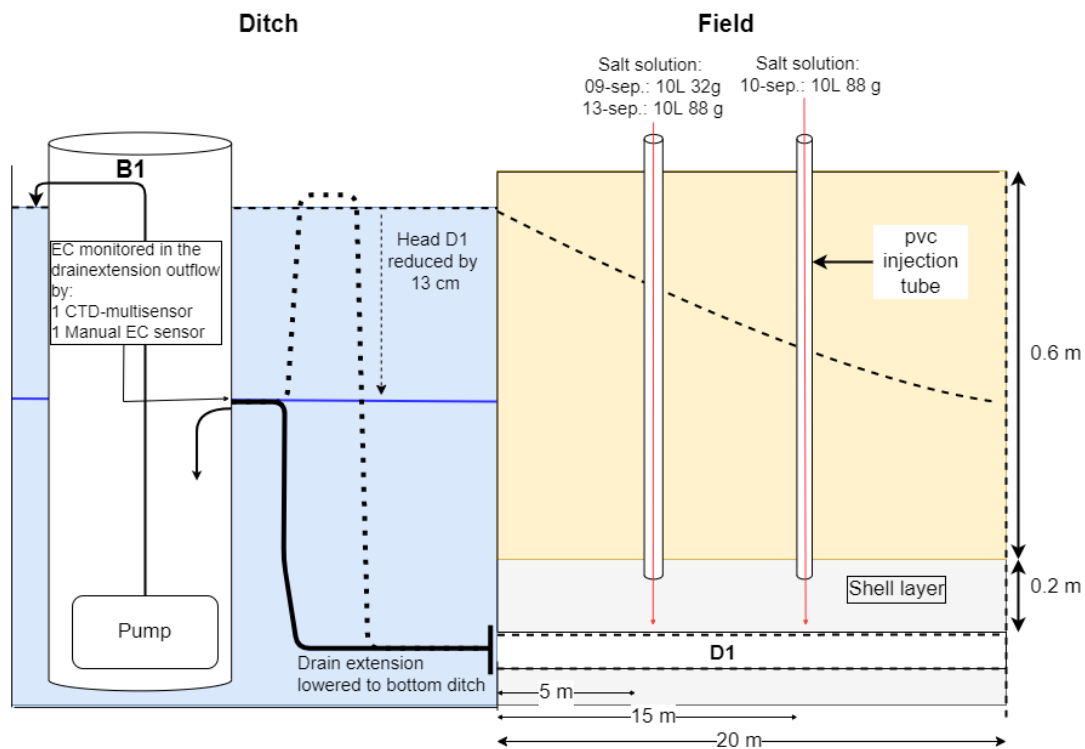 Ditch
Field
Salt solution:
09-sep.: 10L 32g
13-sep.: 10L 88 g
Salt solution:
10-sep.: 10L 88 g
B1
EC monitored in the
drainextension outflow
by:
1 CTD-multisensor
1 Manual EC sensor
Head D1
reduced by
13 cm
pvc
injection
tube
0.6 m
Shell layer
0.2 m
Pump
Drain extension
lowered to bottom ditch
D1
5 m
15 m
20 m